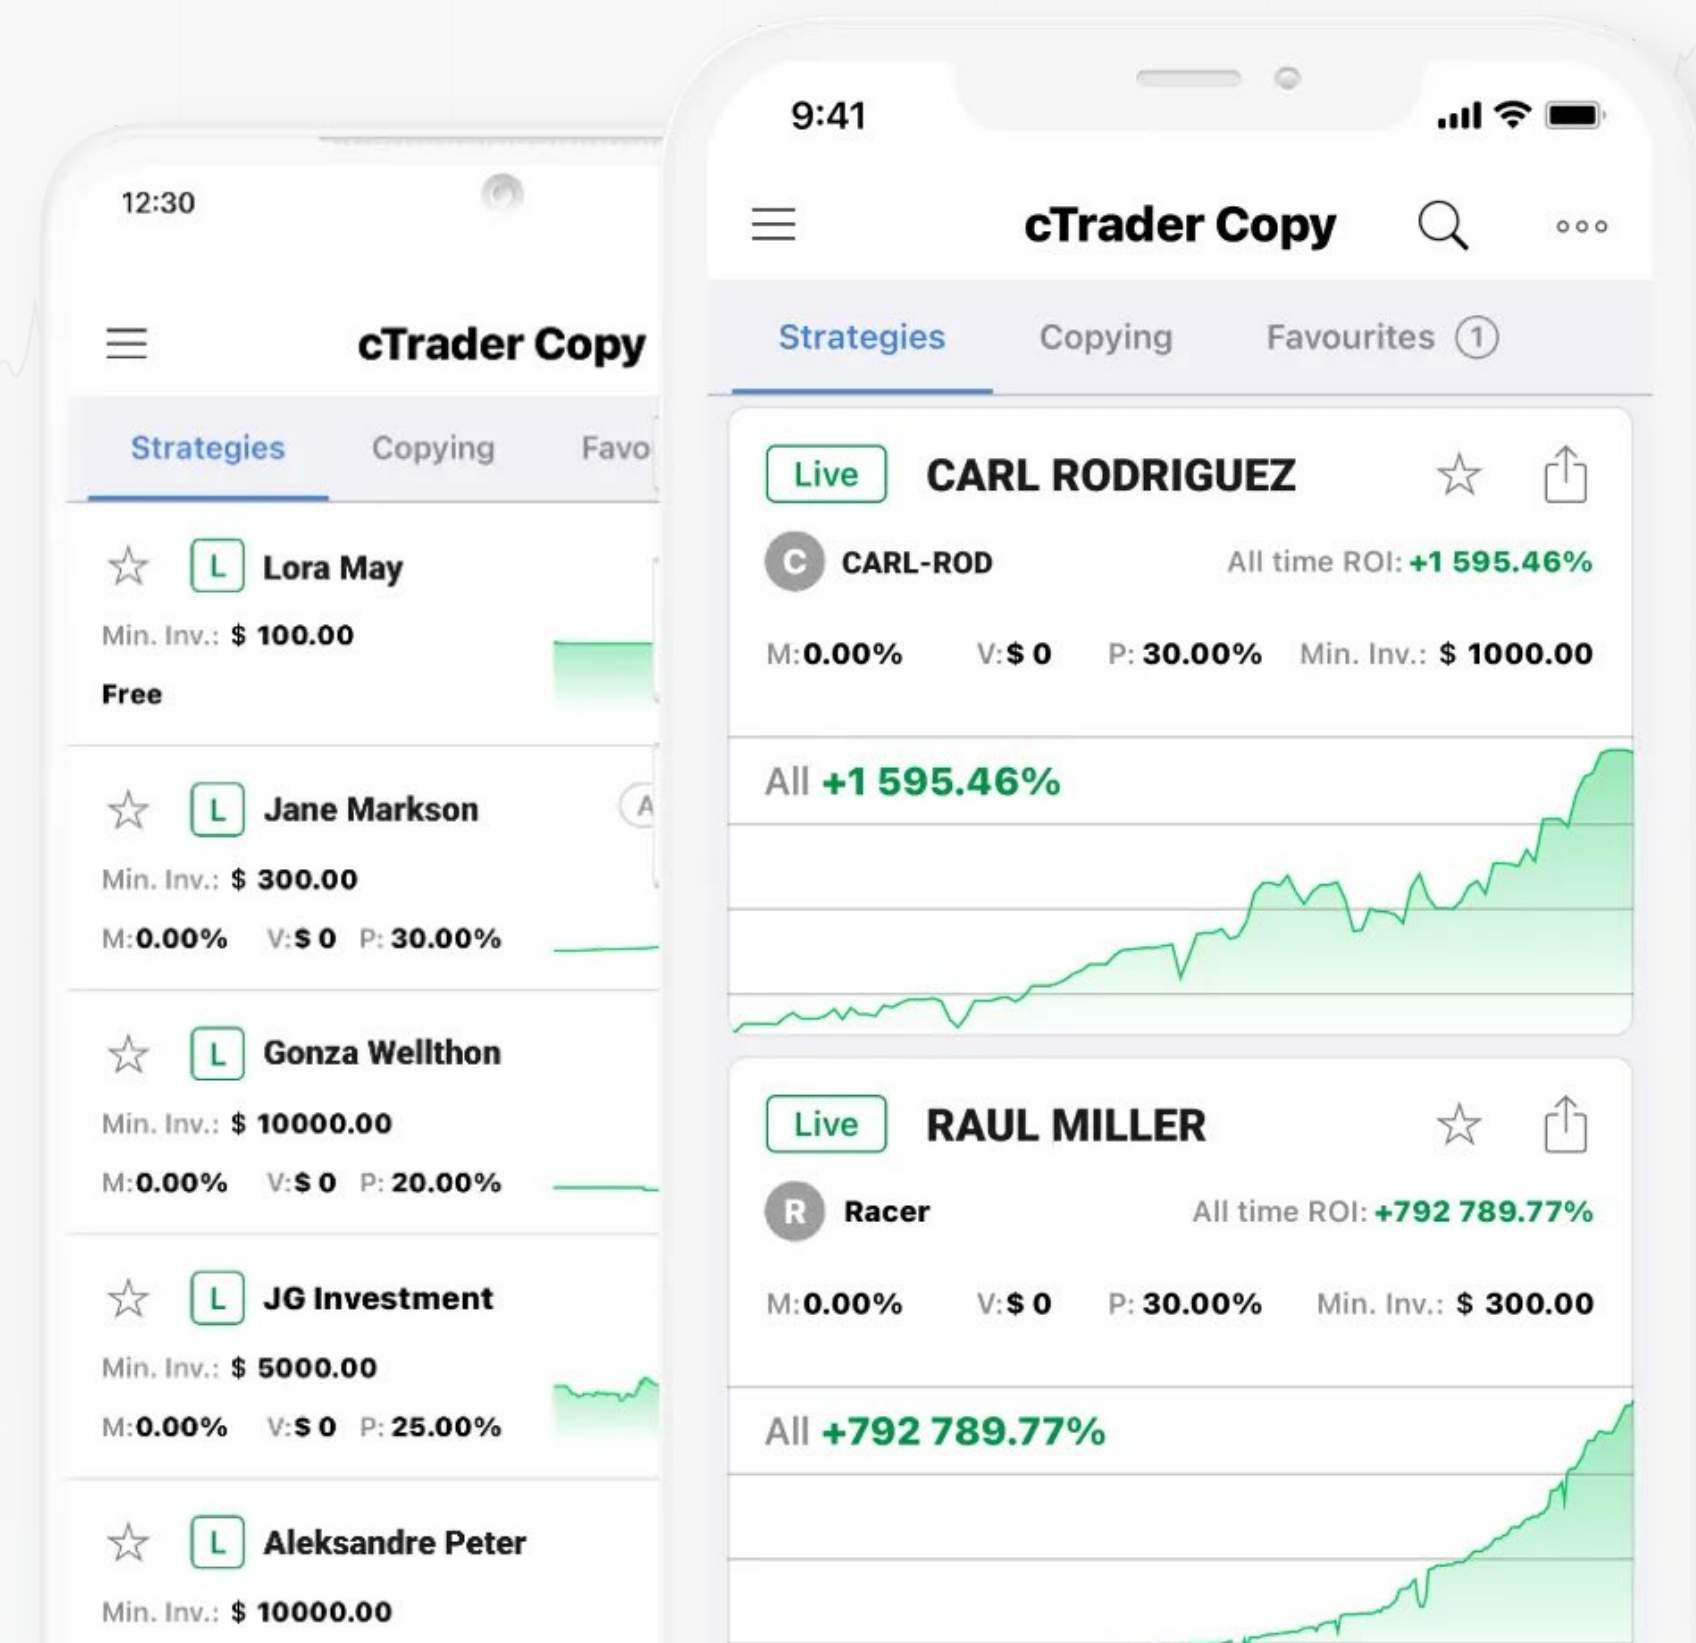 12:30
cTrader Copy
Strategies Copying Favo
L Lora May
Min. Inv.: $ 100.00
Free
L Jane Markson A
Min. Inv.: $ 300.00
M:0.00% V:$ 0 P: 30.00%
L Gonza Wellthon
Min. Inv.: $ 10000.00
M:0.00% V:$ 0 P: 20.00%
L JG Investment
Min. Inv.: $ 5000.00
M:0.00% V:$ 0 P: 25.00%
L Aleksandre Peter
Min. Inv.: $ 10000.00
9:41
cTrader Copy
Strategies Copying Favourites 1
Live CARL RODRIGUEZ
C CARL-ROD All time ROI: +1 595.46%
M:0.00% V:$ 0 P: 30.00% Min. Inv.: $ 1000.00
All +1 595.46%
Live RAUL MILLER
R Racer All time ROI: +792 789.77%
M:0.00% V:$ 0 P: 30.00% Min. Inv.: $ 300.00
All +792 789.77%